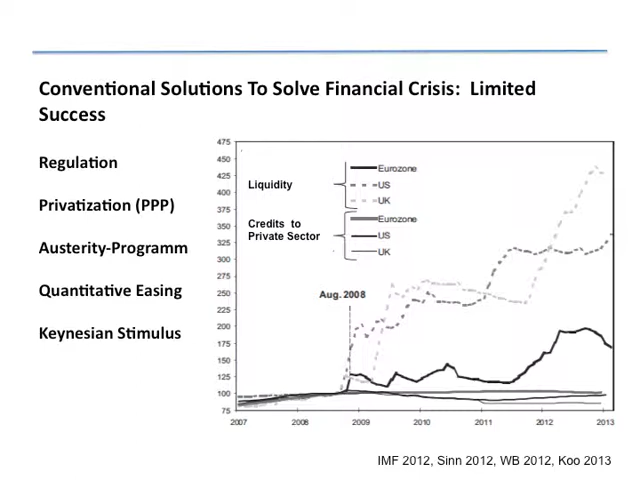 Conventional Solutions To Solve Financial Crisis: Limited
Success
Regulation
Privatization (PPP)
Austerity-Programm
Quantitative Easing
Keynesian Stimulus
475
450
425
400
375
350
325
300
275
250
225
200
175
150
125
100
75
Liquidity
Eurozone
US
UK
Credits to
Private Sector
Eurozone
US
UK
Aug. 2008
2007 2008 2009 2010 2011 2012 2013
IMF 2012, Sinn 2012, WB 2012, Koo 2013